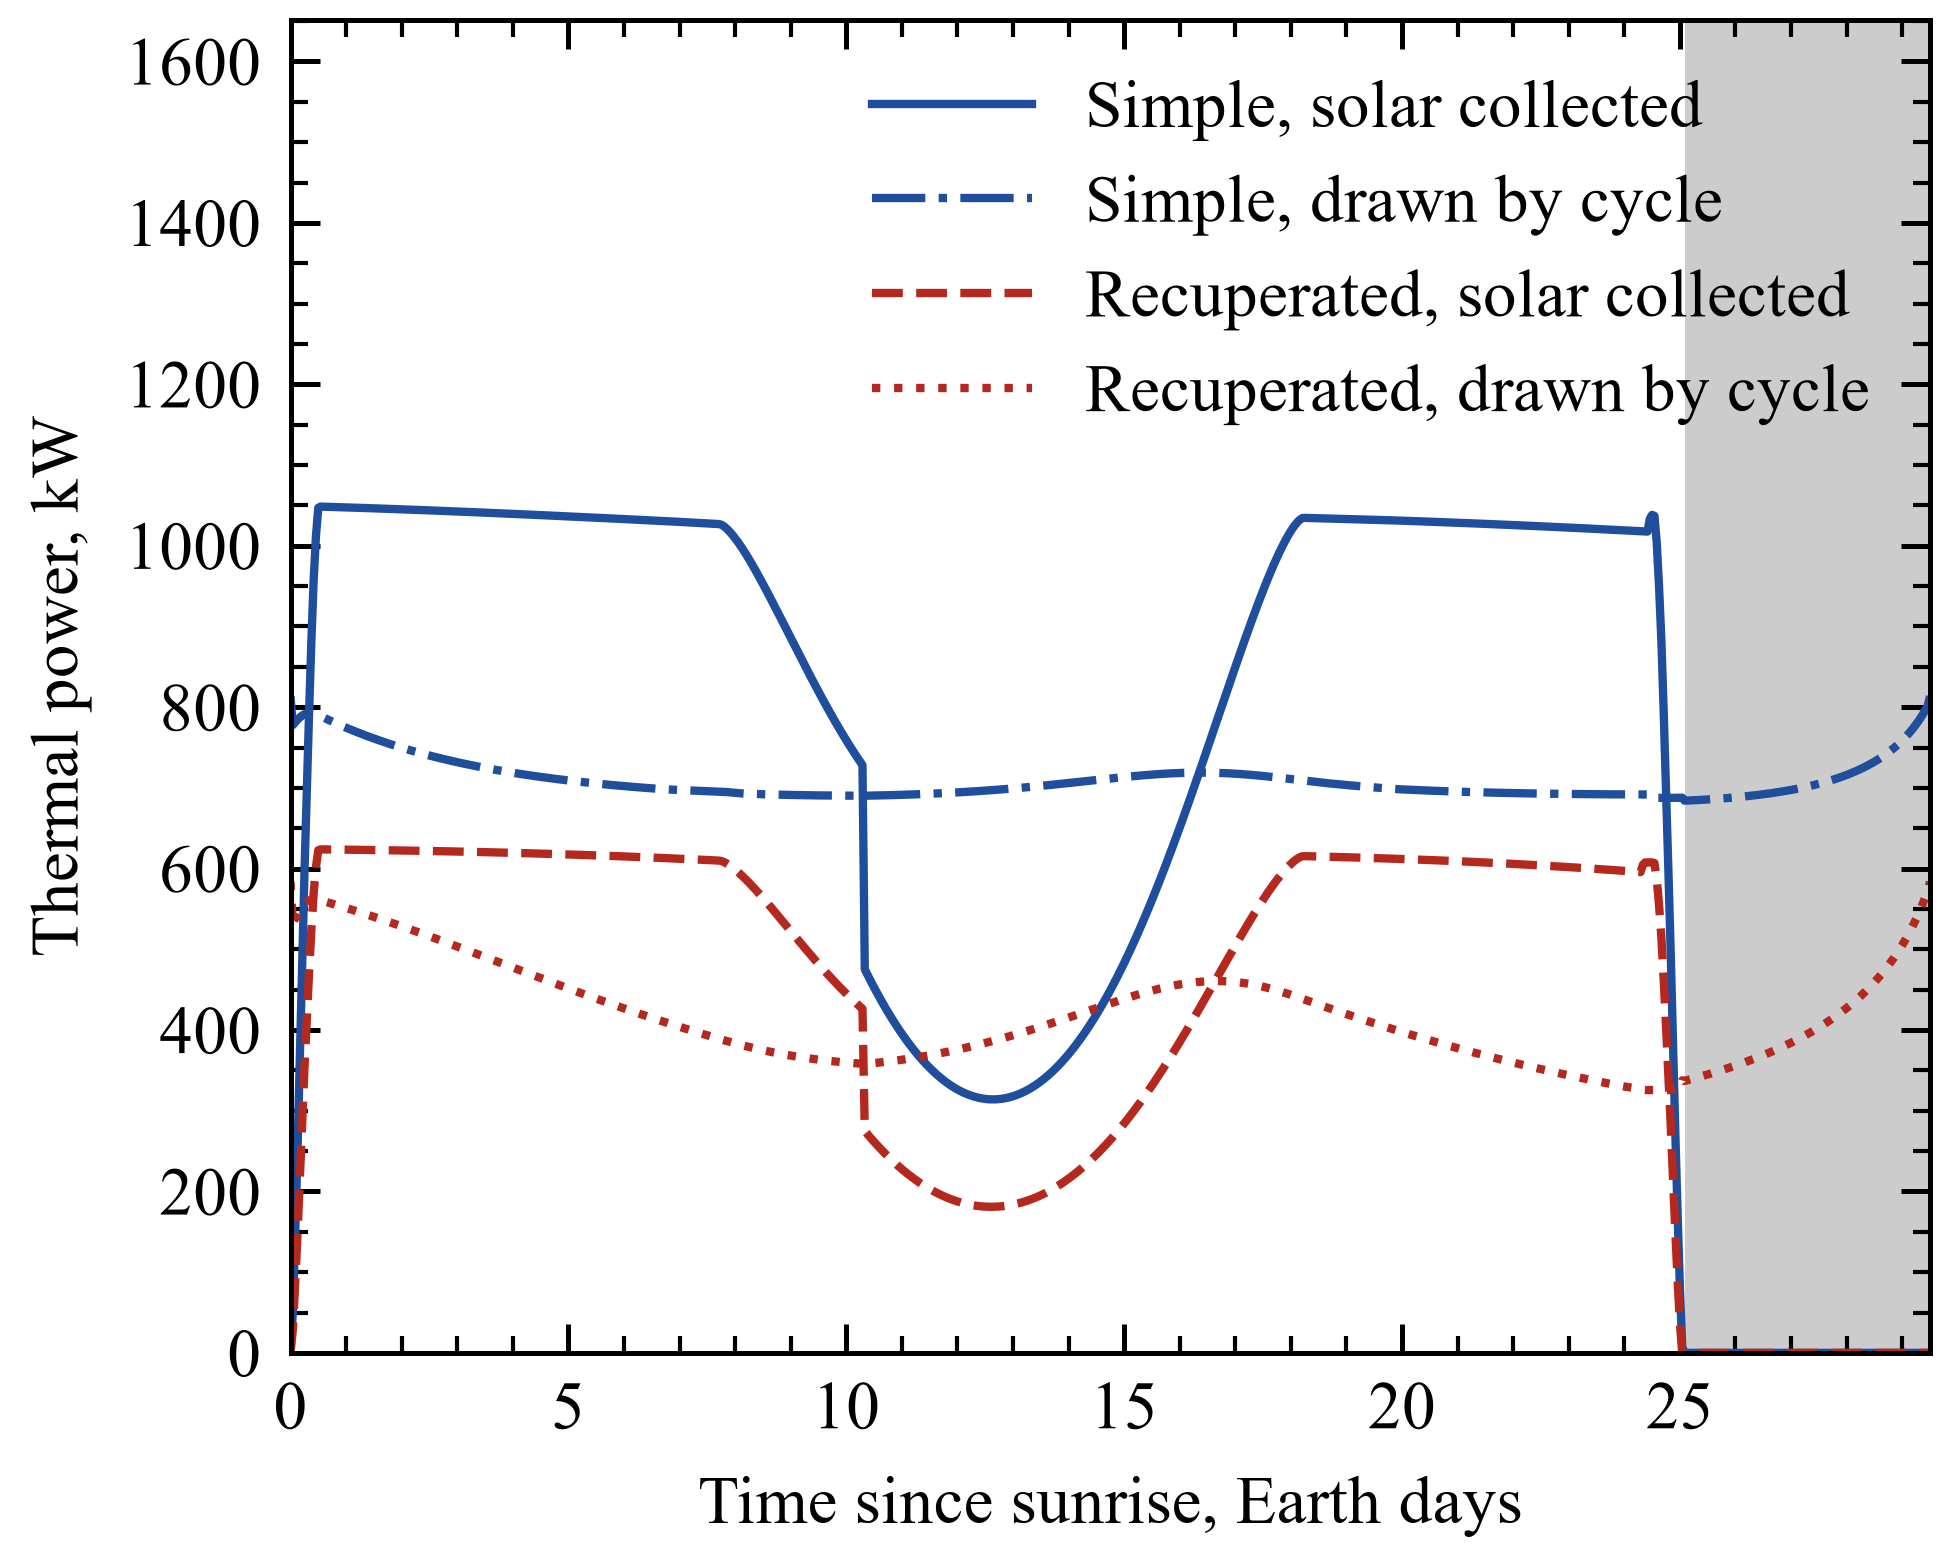 1600
1400
1200
1000
800
600
400
200
0
Thermal power, kW
Simple, solar collected
Simple, drawn by cycle
Recuperated, solar collected
Recuperated, drawn by cycle
0 5 10 15 20 25
Time since sunrise, Earth days